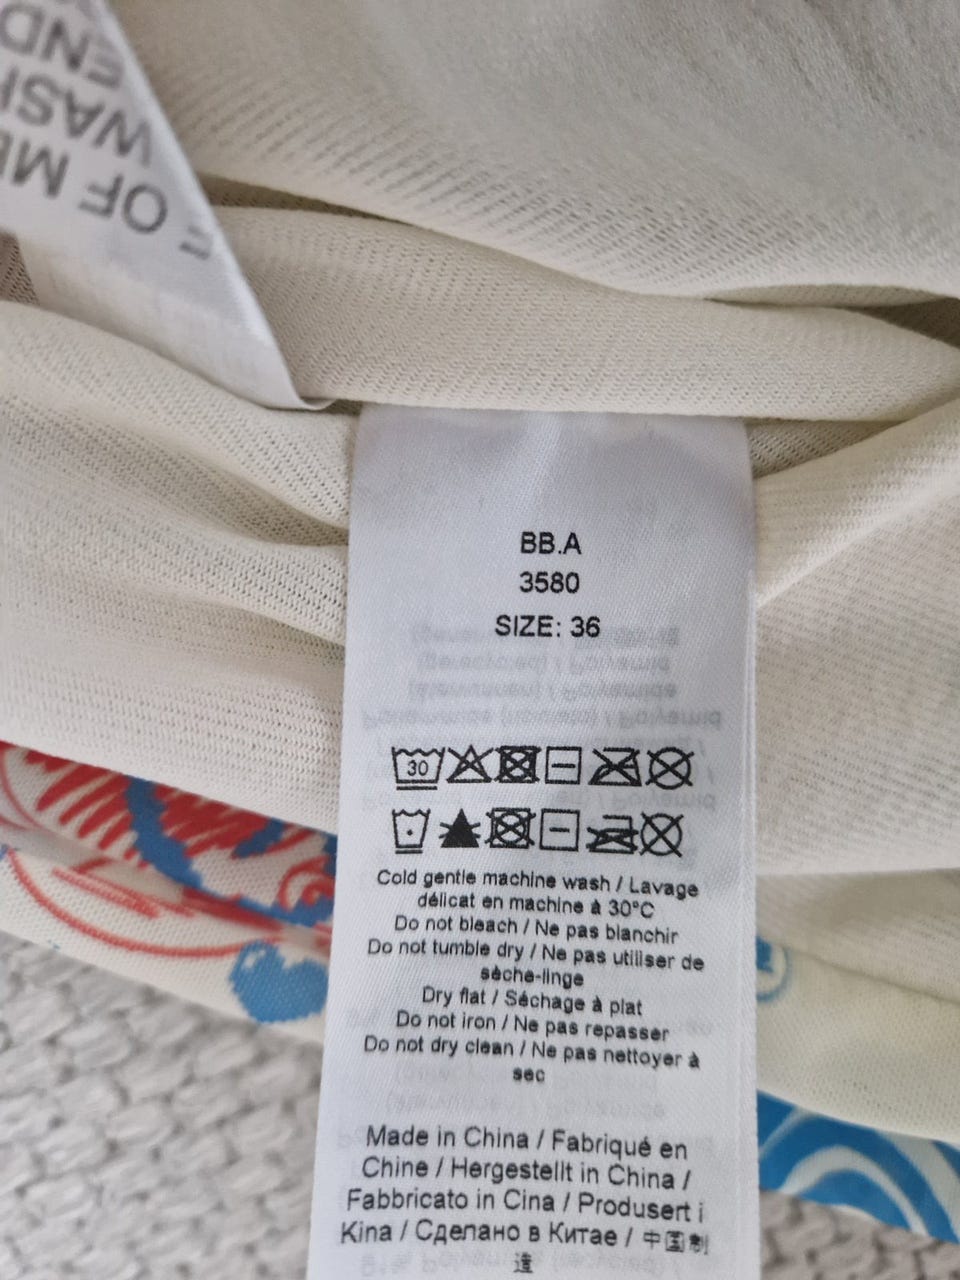 OF ME
WASH
END
BB.A
3580
SIZE: 36
30
Cold gentle machine wash / Lavage
délicat en machine à 30°C
Do not bleach / Ne pas blanchir
Do not tumble dry / Ne pas utiliser de
sèche-linge
Dry flat / Séchage à plat
Do not iron / Ne pas repasser
Do not dry clean / Ne pas nettoyer à
sec
Made in China / Fabriqué en
Chine / Hergestellt in China /
Fabbricato in Cina / Produsert i
Kina / Сделано в Китае / 中国制
造